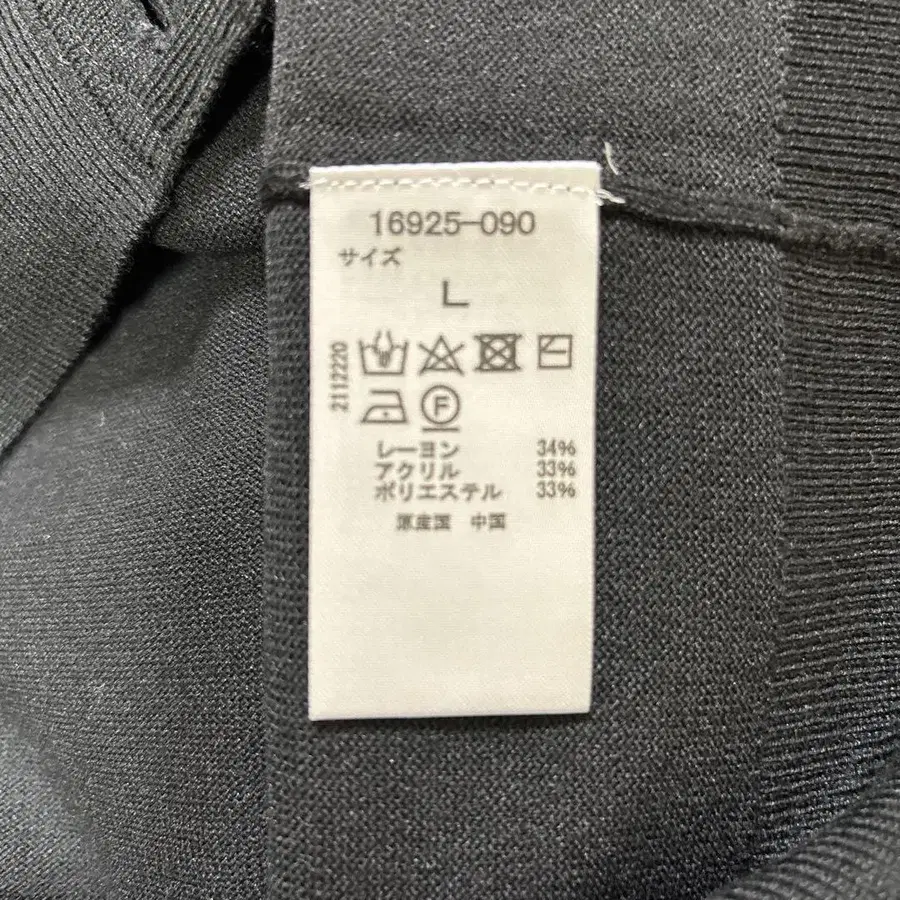 16925-090
サイズ
L
2112220
F
レーヨン 34%
アクリル 33%
ポリエステル 33%
原産国 中国